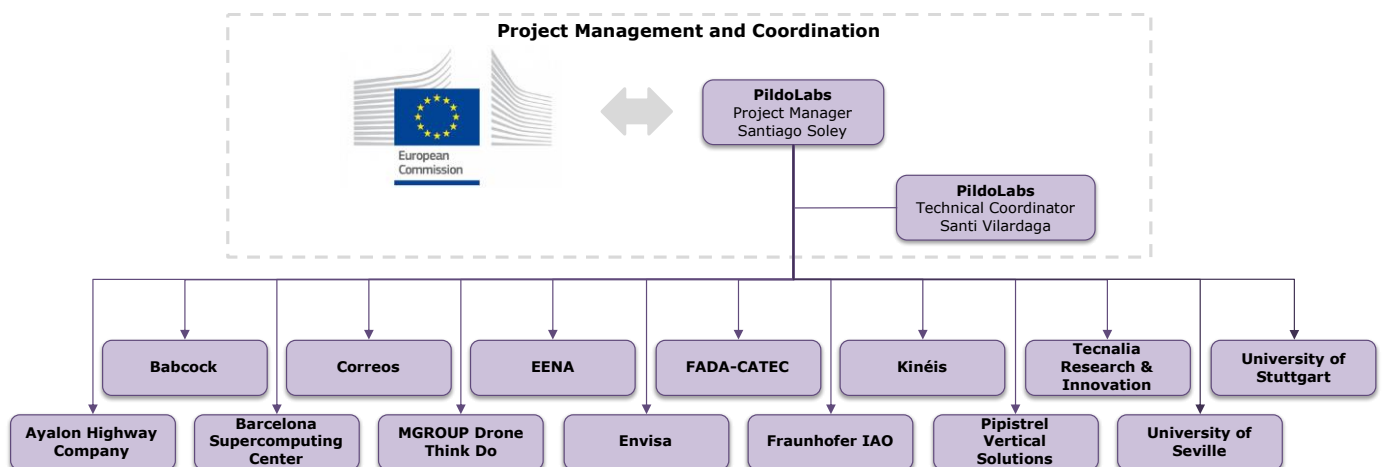 Project Management and Coordination
European
Commission
PildoLabs
Project Manager
Santiago Soley
PildoLabs
Technical Coordinator
Santi Vilardaga
Babcock
Correos
EENA
FADA-CATEC
Kinéis
Tecnalia
Research &
Innovation
University of
Stuttgart
Ayalon Highway
Company
Barcelona
Supercomputing
Center
MGROUP Drone
Think Do
Envisa
Fraunhofer IAO
Pipistrel
Vertical
Solutions
University of
Seville